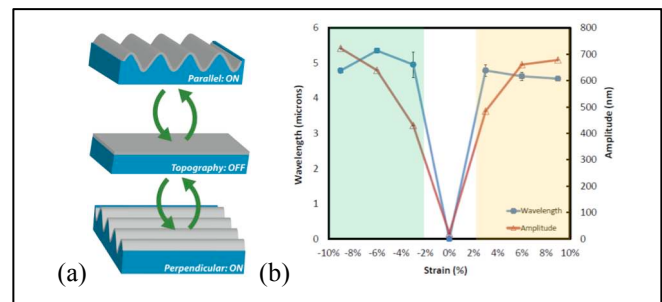 Parallel: ON
Topography: OFF
Perpendicular: ON
(a)
(b)
Wavelength (microns)
6
5
4
3
2
1
0
800
700
600
500
400
300
200
100
0
Amplitude (nm)
Wavelength
Amplitude
-10% -8% -6% -4% -2% 0% 2% 4% 6% 8% 10%
Strain (%)